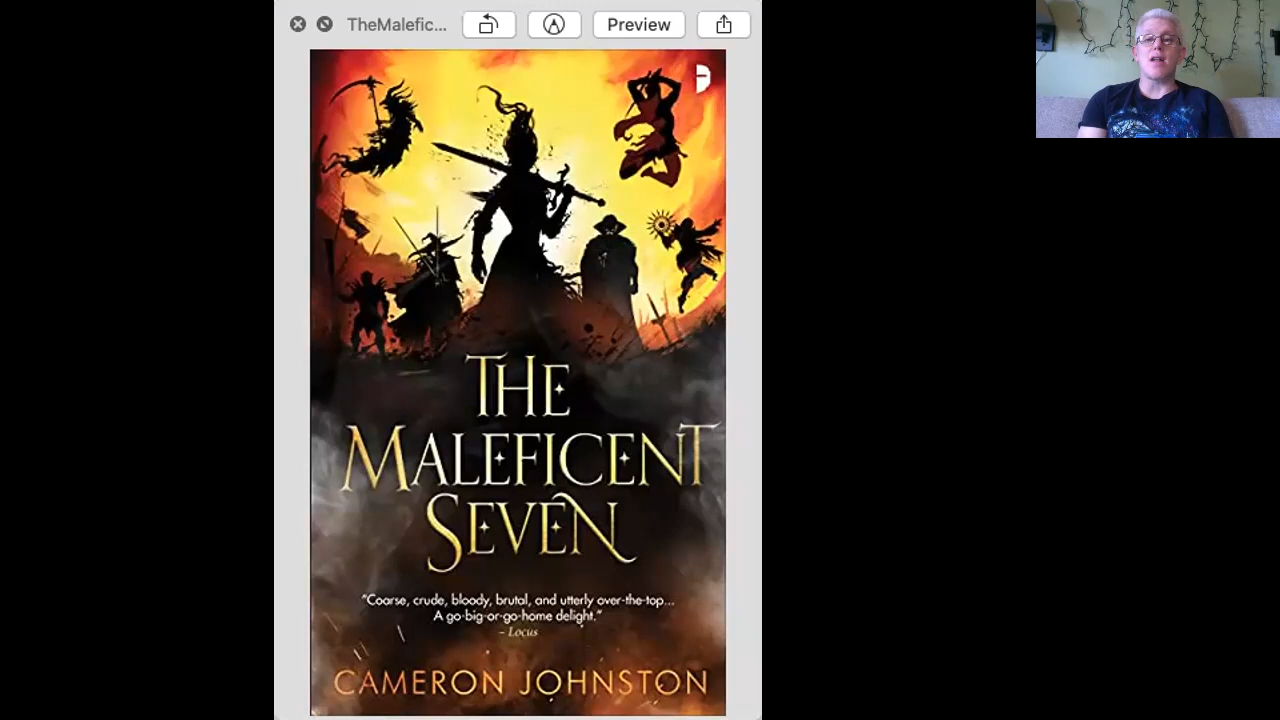 TheMalefic...
Preview
THE
MALEFICENT
SEVEN
"Coarse, crude, bloody, brutal, and utterly over-the-top...
A go-big-or-go-home delight."
– Locus
CAMERON JOHNSTON